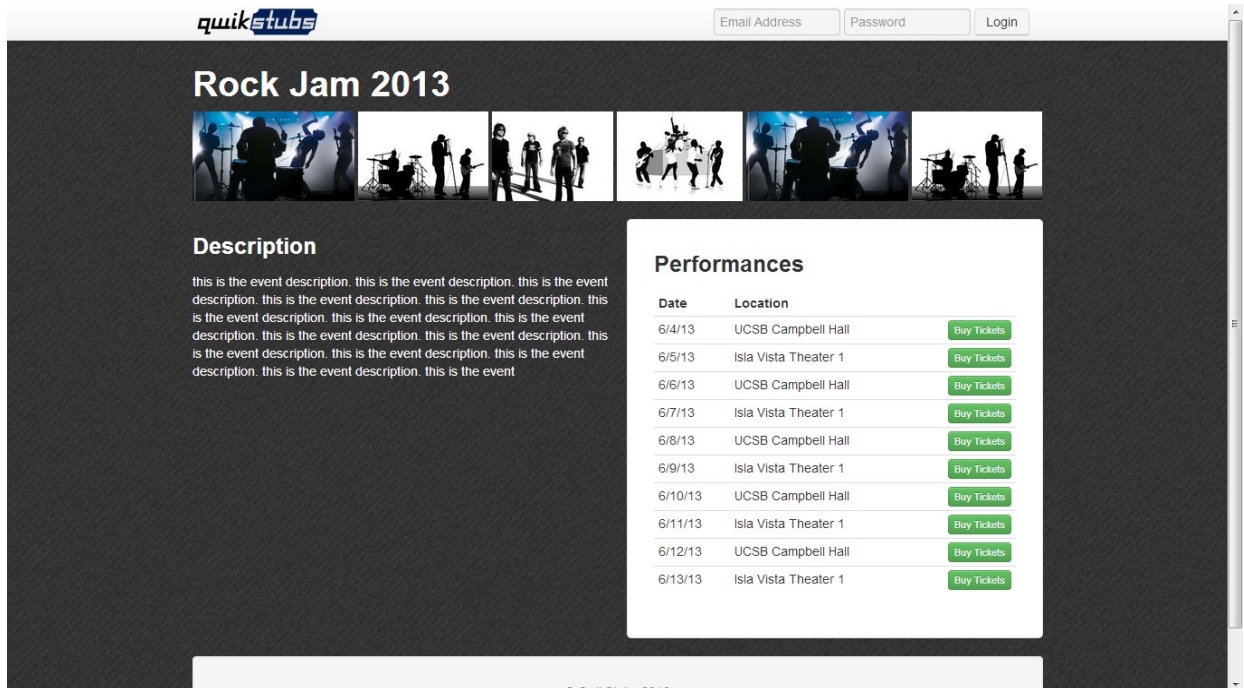 qwikstubs
Email Address Password Login
Rock Jam 2013
Description
this is the event description. this is the event description. this is the event
description. this is the event description. this is the event description. this
is the event description. this is the event description. this is the event
description. this is the event description. this is the event description. this
is the event description. this is the event description. this is the event
description. this is the event description. this is the event
Performances
Date Location
6/4/13 UCSB Campbell Hall Buy Tickets
6/5/13 Isla Vista Theater 1 Buy Tickets
6/6/13 UCSB Campbell Hall Buy Tickets
6/7/13 Isla Vista Theater 1 Buy Tickets
6/8/13 UCSB Campbell Hall Buy Tickets
6/9/13 Isla Vista Theater 1 Buy Tickets
6/10/13 UCSB Campbell Hall Buy Tickets
6/11/13 Isla Vista Theater 1 Buy Tickets
6/12/13 UCSB Campbell Hall Buy Tickets
6/13/13 Isla Vista Theater 1 Buy Tickets